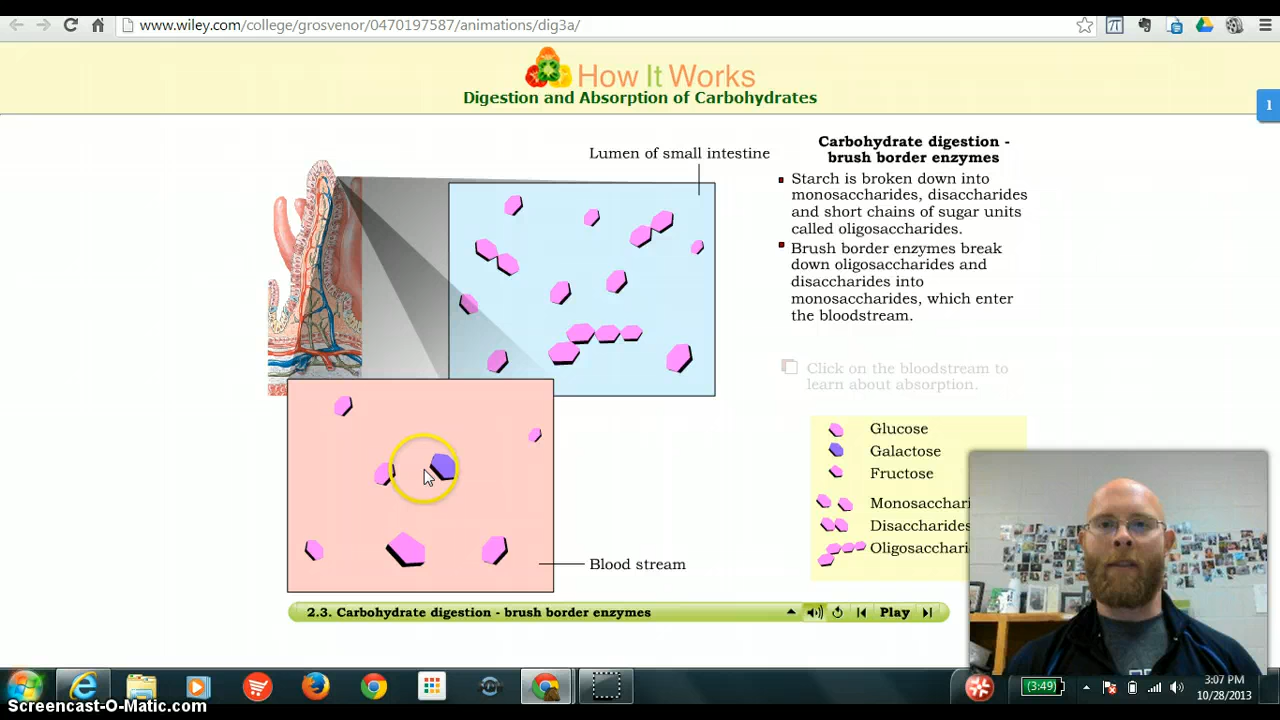 www.wiley.com/college/grosvenor/0470197587/animations/dig3a/
How It Works
Digestion and Absorption of Carbohydrates
1
Lumen of small intestine
Carbohydrate digestion -
brush border enzymes
Starch is broken down into
monosaccharides, disaccharides
and short chains of sugar units
called oligosaccharides.
Brush border enzymes break
down oligosaccharides and
disaccharides into
monosaccharides, which enter
the bloodstream.
Click on the bloodstream to
learn about absorption.
Glucose
Galactose
Fructose
Monosacchari
Disaccharides
Oligosacchari
Blood stream
2.3. Carbohydrate digestion - brush border enzymes
Play
(3:49)
3:07 PM
10/28/2013
Screencast-O-Matic.com